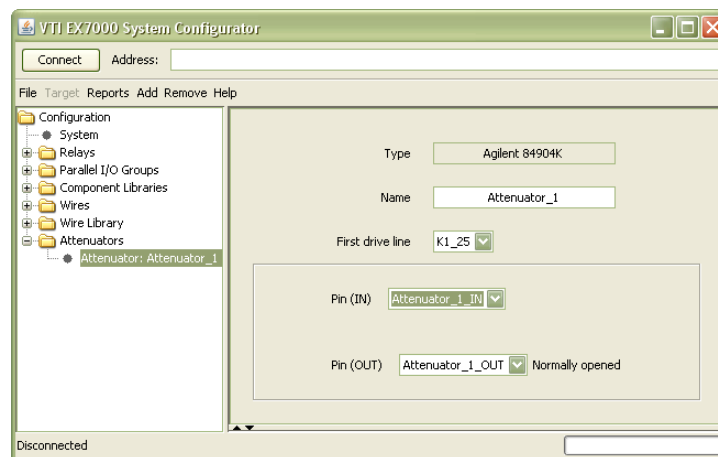 VTI EX7000 System Configurator
Connect Address:
File Target Reports Add Remove Help
Configuration
System
Relays
Parallel I/O Groups
Component Libraries
Wires
Wire Library
Attenuators
Attenuator: Attenuator_1
Type Agilent 84904K
Name Attenuator_1
First drive line K1_25
Pin (IN) Attenuator_1_IN
Pin (OUT) Attenuator_1_OUT Normally opened
Disconnected